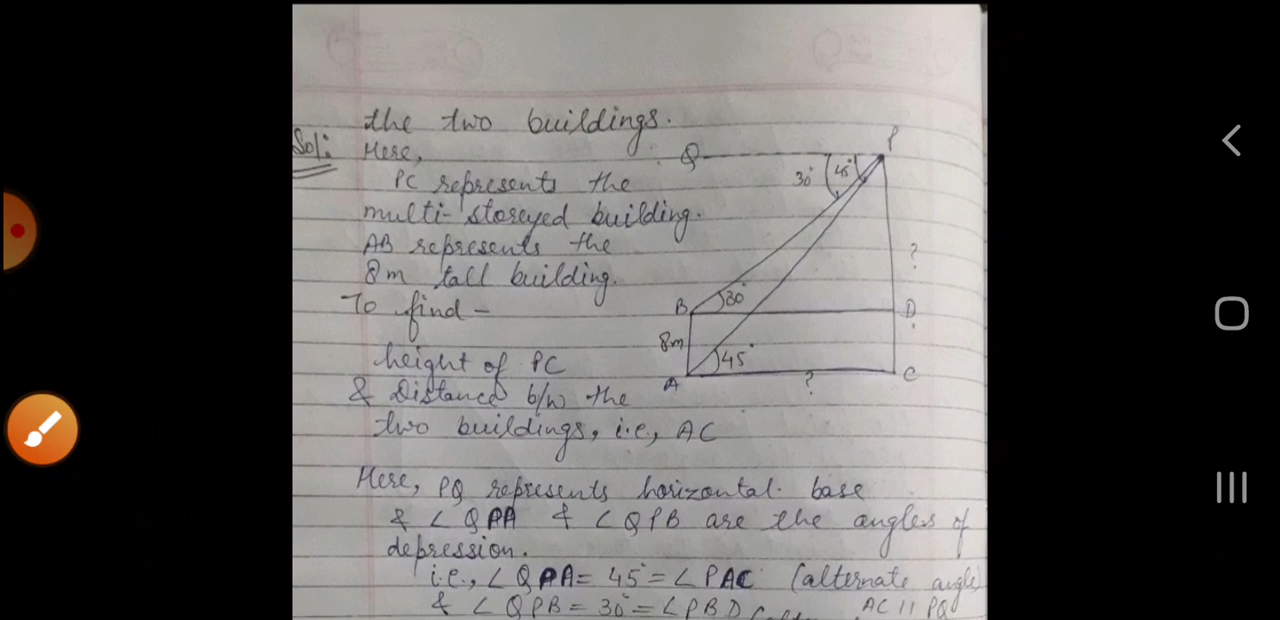 the two buildings.
Sol:
Here,
PC represents the
multi-storeyed building.
AB represents the
8m tall building.
To find -
height of PC
& Distance b/w the
two buildings, i.e., AC
Q
P
30°
45°
?
B
30°
D
8m
45°
A
?
C
Here, PQ represents horizontal base
& ∠QPA & ∠QPB are the angles of
depression.
i.e., ∠QPA = 45° = ∠PAC (alternate angle)
& ∠QPB = 30° = ∠PBD AC || PQ